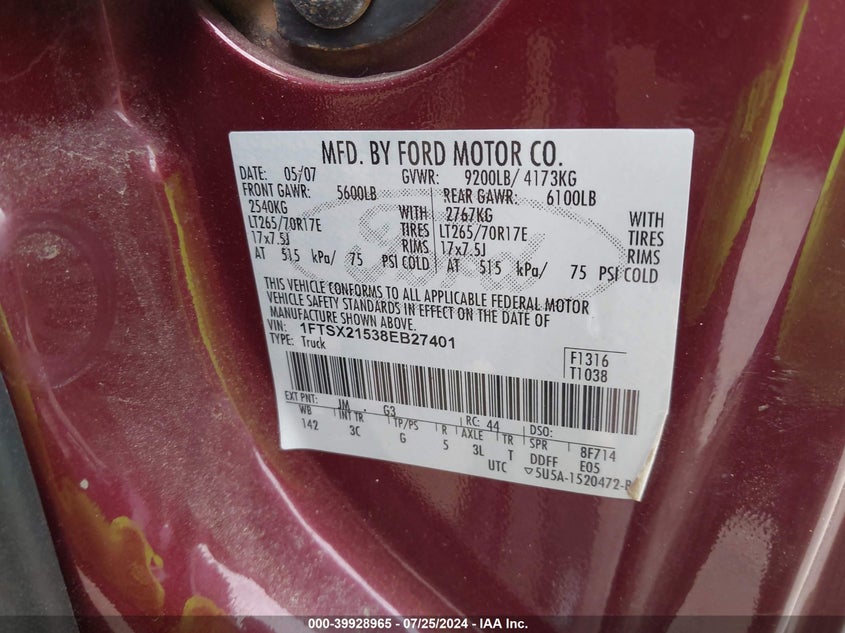 MFD. BY FORD MOTOR CO.
DATE: 05/07 GVWR: 9200LB/ 4173KG
FRONT GAWR: 5600LB REAR GAWR: 6100LB
2540KG WITH 2767KG WITH
LT265/70R17E TIRES LT265/70R17E TIRES
17x7.5J RIMS 17x7.5J RIMS
AT 515 kPa/ 75 PSI COLD AT 515 kPa/ 75 PSI COLD
THIS VEHICLE CONFORMS TO ALL APPLICABLE FEDERAL MOTOR
VEHICLE SAFETY STANDARDS IN EFFECT ON THE DATE OF
MANUFACTURE SHOWN ABOVE.
VIN: 1FTSX21538EB27401
TYPE: Truck
F1316
T1038
EXT PNT: JM G3 RC: 44 DSO:
WB INT TR TP/PS R AXLE TR SPR 8F714
142 3C G 5 3L T DDFF E05
UTC ▽5U5A-1520472-B
Ford
000-39928965 - 07/25/2024 - IAA Inc.